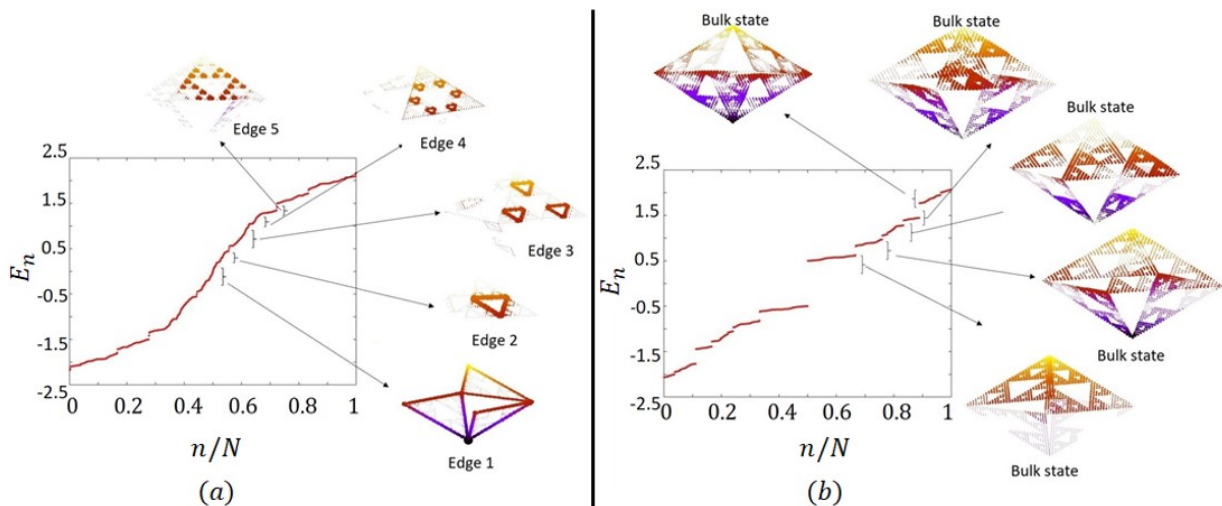 Edge 5
Edge 4
Edge 3
Edge 2
Edge 1
2.5
1.5
0.5
-0.5
-1.5
-2.5
E_n
0 0.2 0.4 0.6 0.8 1
n/N
(a)
Bulk state
Bulk state
Bulk state
Bulk state
Bulk state
2.5
1.5
0.5
-0.5
-1.5
-2.5
E_n
0 0.2 0.4 0.6 0.8 1
n/N
(b)